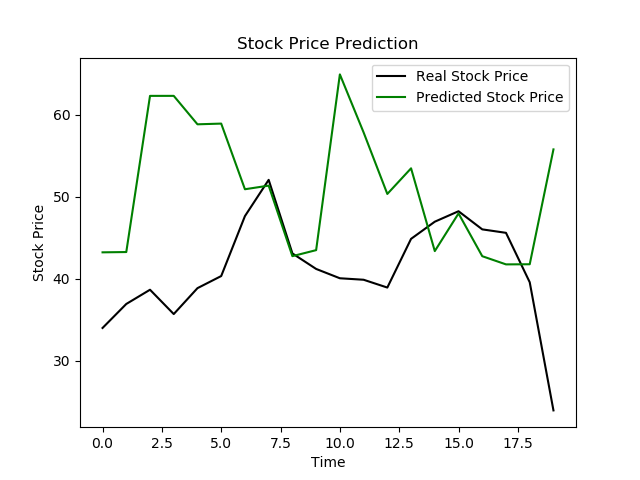 Stock Price Prediction
Real Stock Price
Predicted Stock Price
Stock Price
60
50
40
30
0.0 2.5 5.0 7.5 10.0 12.5 15.0 17.5
Time